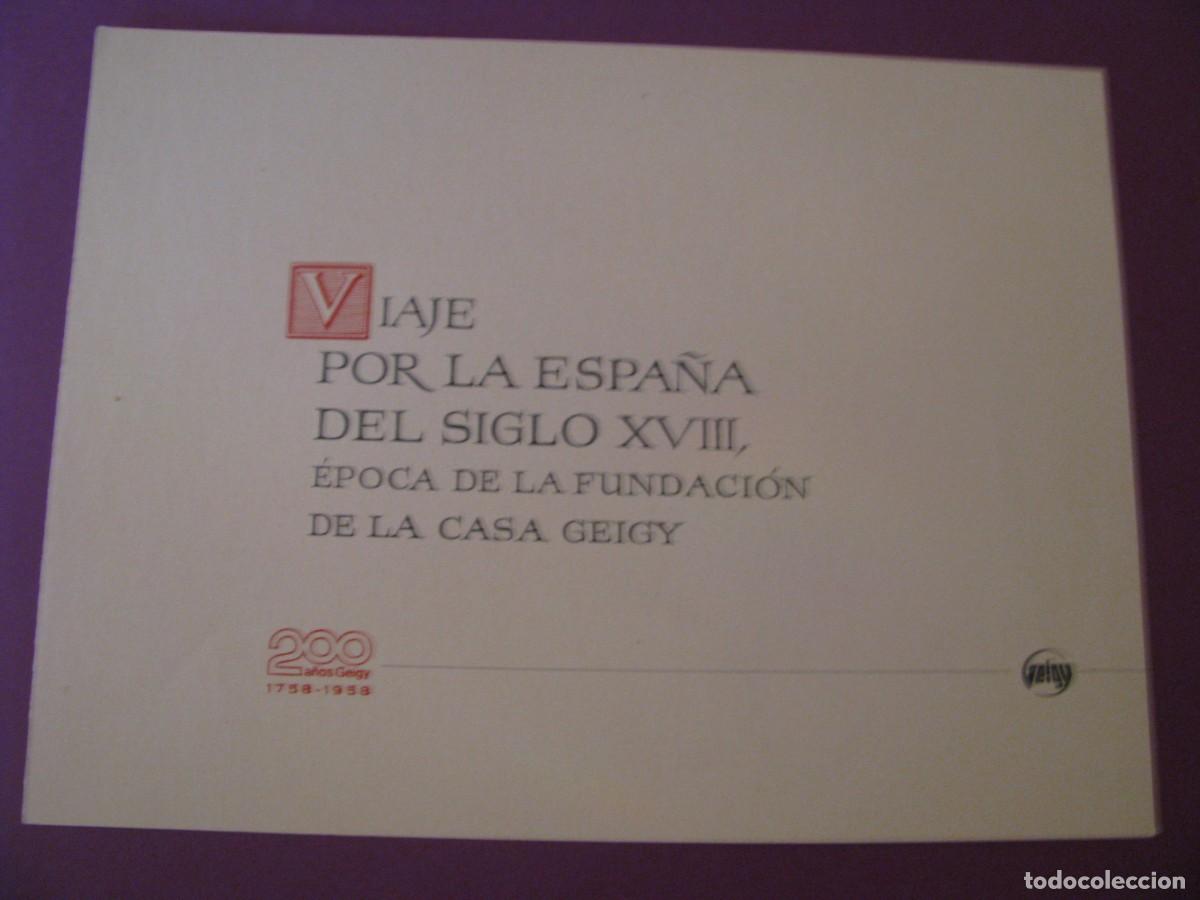 VIAJE
POR LA ESPAÑA
DEL SIGLO XVIII,
ÉPOCA DE LA FUNDACIÓN
DE LA CASA GEIGY
200
años Geigy
1758-1958
geigy
todocoleccion